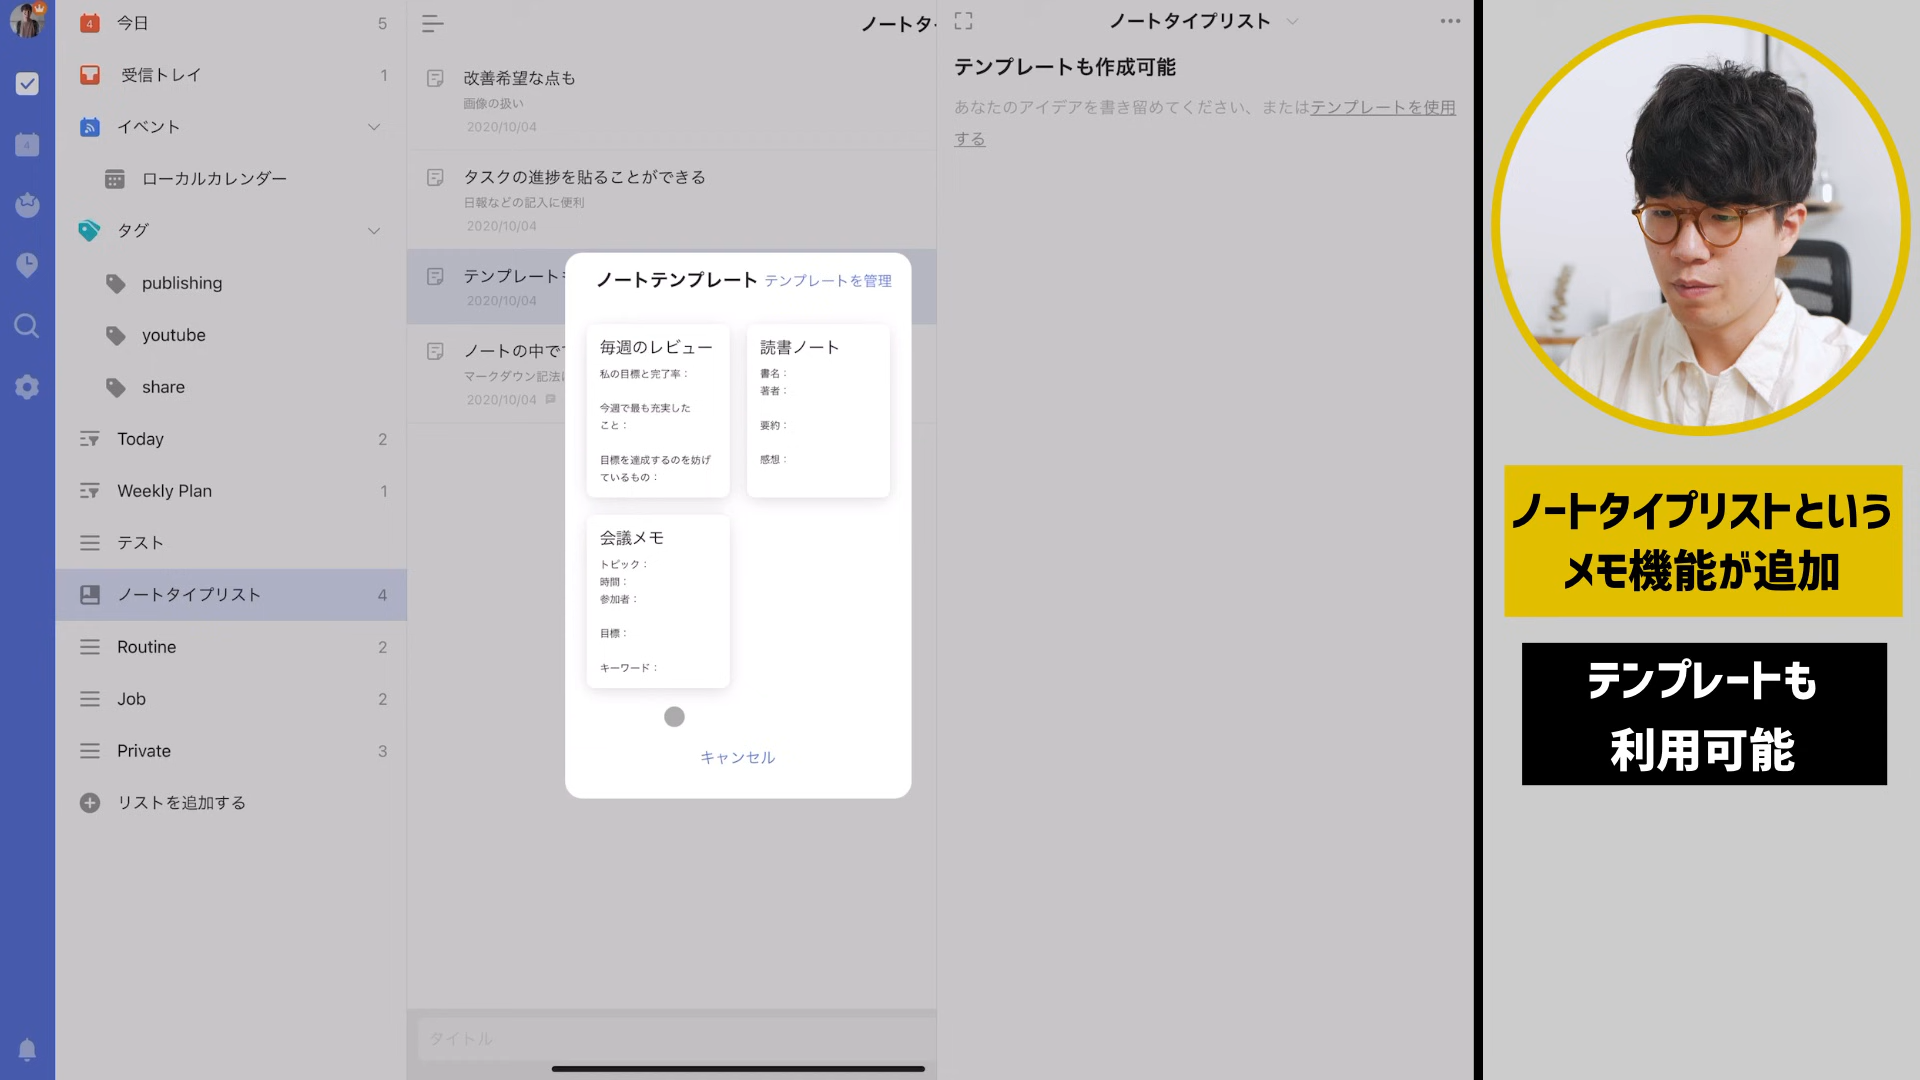 4
今日
5
受信トレイ
1
イベント
ローカルカレンダー
タグ
publishing
youtube
share
Today
2
Weekly Plan
1
テスト
ノートタイプリスト
4
Routine
2
Job
2
Private
3
リストを追加する
4
ノートタ
改善希望な点も
画像の扱い
2020/10/04
タスクの進捗を貼ることができる
日報などの記入に便利
2020/10/04
テンプレート
2020/10/04
ノートの中で
マークダウン記法
2020/10/04
タイトル
ノートテンプレート
テンプレートを管理
毎週のレビュー
私の目標と完了率：
今週で最も充実した
こと：
目標を達成するのを妨げ
ているもの：
読書ノート
書名：
著者：
要約：
感想：
会議メモ
トピック：
時間：
参加者：
目標：
キーワード：
キャンセル
ノートタイプリスト
テンプレートも作成可能
あなたのアイデアを書き留めてください、またはテンプレートを使用
する
ノートタイプリストという
メモ機能が追加
テンプレートも
利用可能